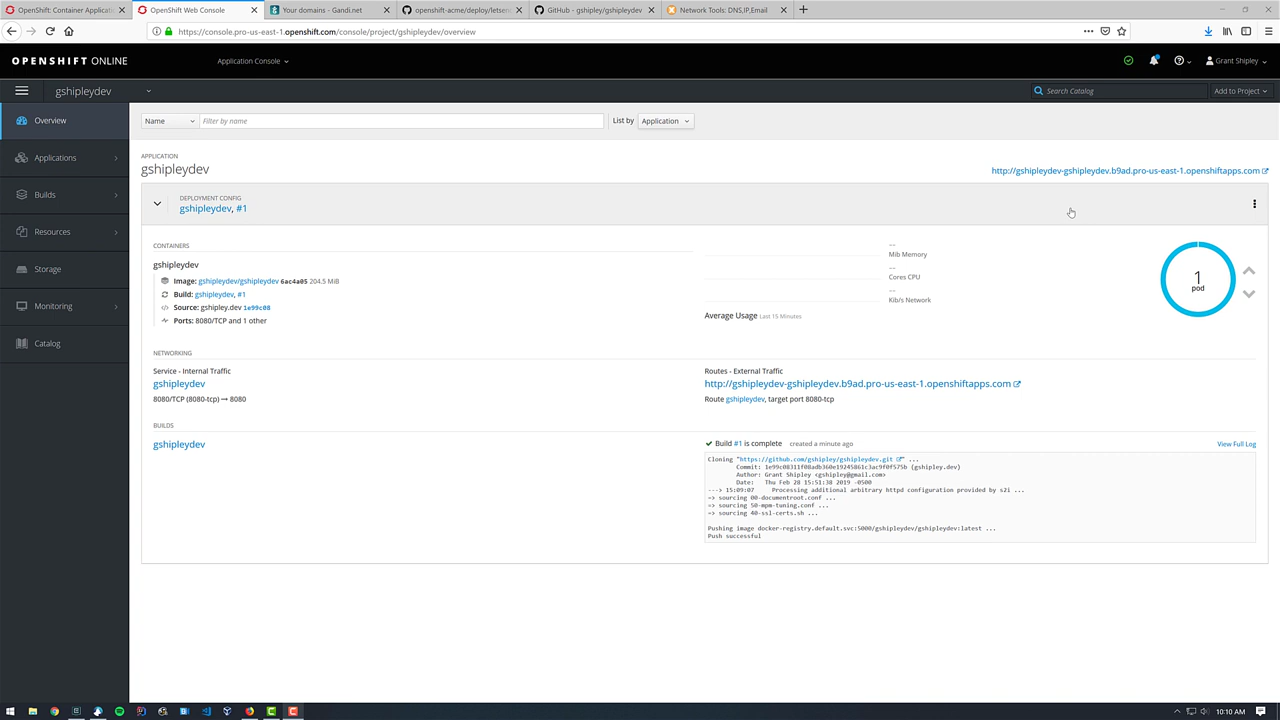 OpenShift: Container Applicati
OpenShift Web Console
Your domains - Gandi.net
openshift-acme/deploy/letsenc
GitHub - gshipley/gshipleydev
Network Tools: DNS,IP,Email
https://console.pro-us-east-1.openshift.com/console/project/gshipleydev/overview
OPENSHIFT ONLINE
Application Console
Grant Shipley
gshipleydev
Search Catalog
Add to Project
Overview
Applications
Builds
Resources
Storage
Monitoring
Catalog
Name
Filter by name
List by
Application
APPLICATION
gshipleydev
http://gshipleydev-gshipleydev.b9ad.pro-us-east-1.openshiftapps.com
DEPLOYMENT CONFIG
gshipleydev, #1
CONTAINERS
gshipleydev
Image: gshipleydev/gshipleydev 6ac4a05 204.5 MiB
Build: gshipleydev, #1
Source: gshipley.dev 1e99c08
Ports: 8080/TCP and 1 other
--
Mib Memory
--
Cores CPU
--
Kib/s Network
Average Usage Last 15 Minutes
1
pod
NETWORKING
Service - Internal Traffic
gshipleydev
8080/TCP (8080-tcp) → 8080
Routes - External Traffic
http://gshipleydev-gshipleydev.b9ad.pro-us-east-1.openshiftapps.com
Route gshipleydev, target port 8080-tcp
BUILDS
gshipleydev
Build #1 is complete created a minute ago
View Full Log
Cloning "https://github.com/gshipley/gshipleydev.git " ...
Commit: 1e99c08311f08adb360e19245861c3ac9f0f575b (gshipley.dev)
Author: Grant Shipley <gshipley@gmail.com>
Date: Thu Feb 28 15:51:38 2019 -0500
---> 15:09:07 Processing additional arbitrary httpd configuration provided by s2i ...
=> sourcing 00-documentroot.conf ...
=> sourcing 50-mpm-tuning.conf ...
=> sourcing 40-ssl-certs.sh ...
Pushing image docker-registry.default.svc:5000/gshipleydev/gshipleydev:latest ...
Push successful
10:10 AM